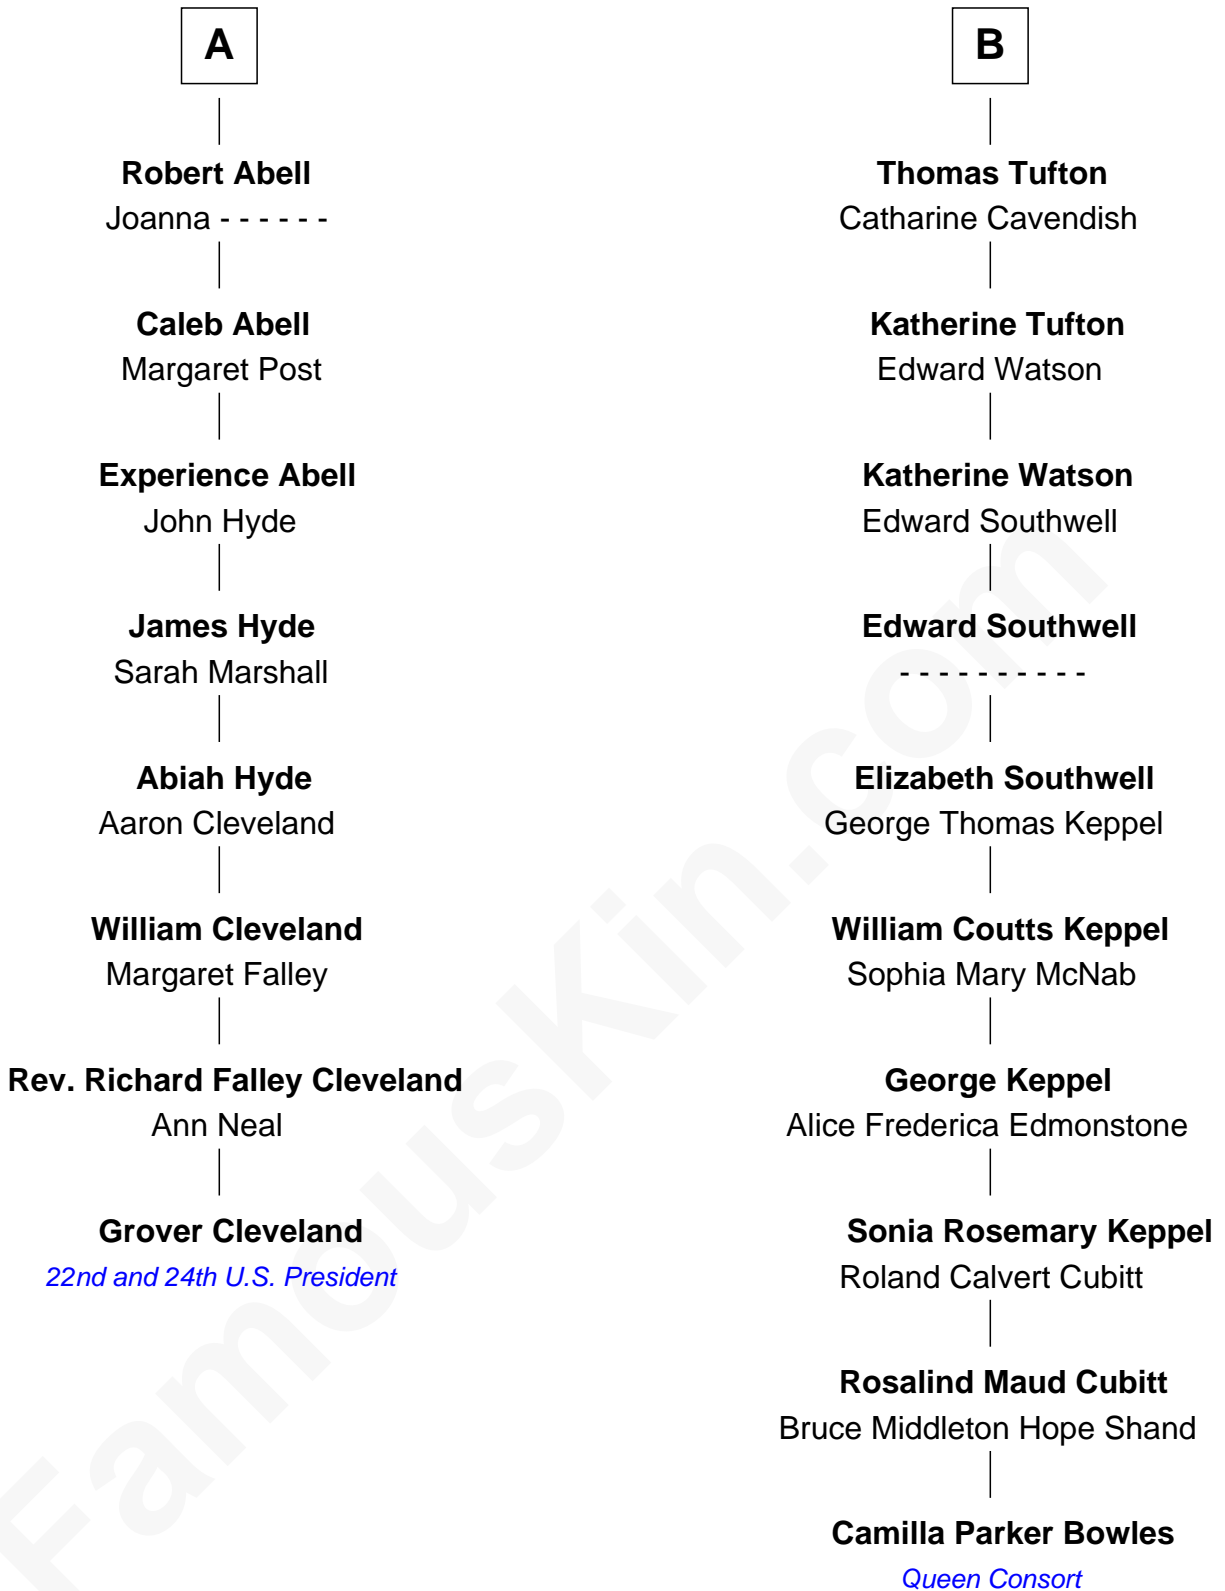 A
Robert Abell
Joanna - - - - - -
Caleb Abell
Margaret Post
Experience Abell
John Hyde
James Hyde
Sarah Marshall
Abiah Hyde
Aaron Cleveland
William Cleveland
Margaret Falley
Rev. Richard Falley Cleveland
Ann Neal
Grover Cleveland
22nd and 24th U.S. President
B
Thomas Tufton
Catharine Cavendish
Katherine Tufton
Edward Watson
Katherine Watson
Edward Southwell
Edward Southwell
- - - - - - - - - -
Elizabeth Southwell
George Thomas Keppel
William Coutts Keppel
Sophia Mary McNab
George Keppel
Alice Frederica Edmonstone
Sonia Rosemary Keppel
Roland Calvert Cubitt
Rosalind Maud Cubitt
Bruce Middleton Hope Shand
Camilla Parker Bowles
Queen Consort
FamousKin.com